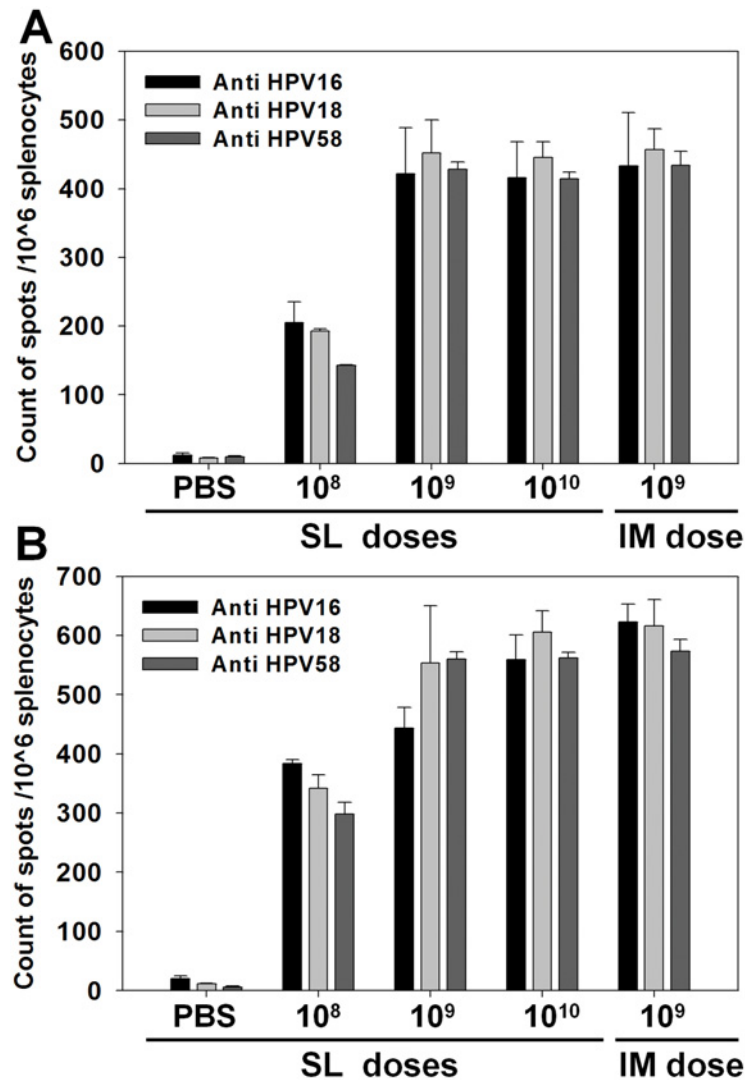 A
600
500
400
300
200
100
0
Count of spots /10^6 splenocytes
Anti HPV16
Anti HPV18
Anti HPV58
PBS 10⁸ 10⁹ 10¹⁰ 10⁹
SL doses IM dose
B
700
600
500
400
300
200
100
0
Count of spots /10^6 splenocytes
Anti HPV16
Anti HPV18
Anti HPV58
PBS 10⁸ 10⁹ 10¹⁰ 10⁹
SL doses IM dose